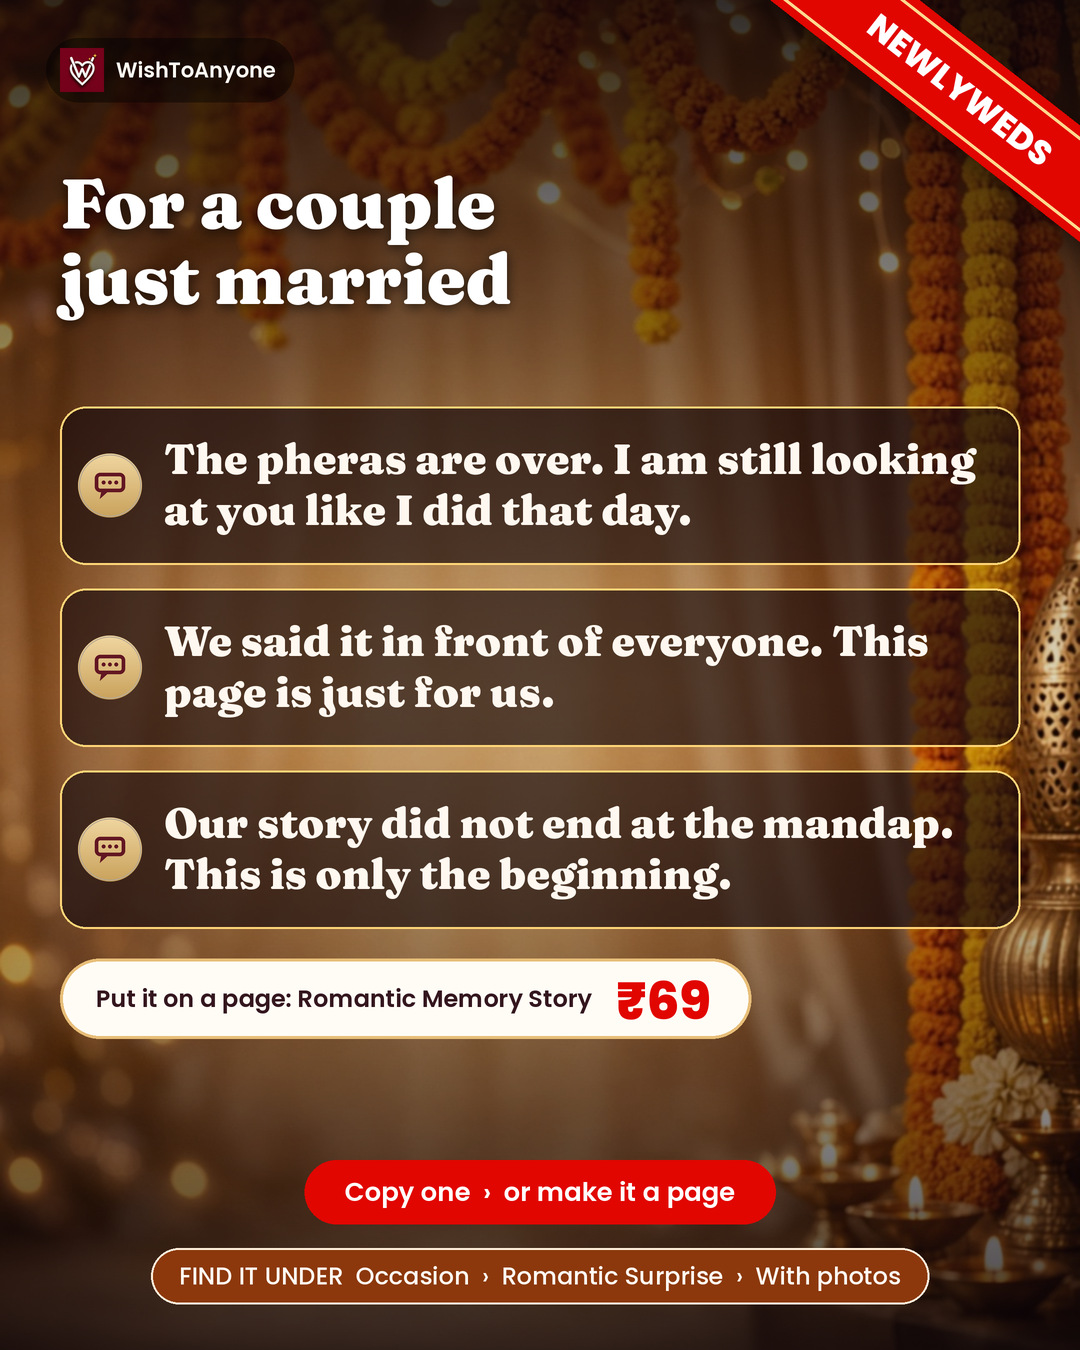 WishToAnyone
NEWLYWEDS
For a couple
just married
The pheras are over. I am still looking
at you like I did that day.
We said it in front of everyone. This
page is just for us.
Our story did not end at the mandap.
This is only the beginning.
Put it on a page: Romantic Memory Story ₹69
Copy one › or make it a page
FIND IT UNDER Occasion › Romantic Surprise › With photos